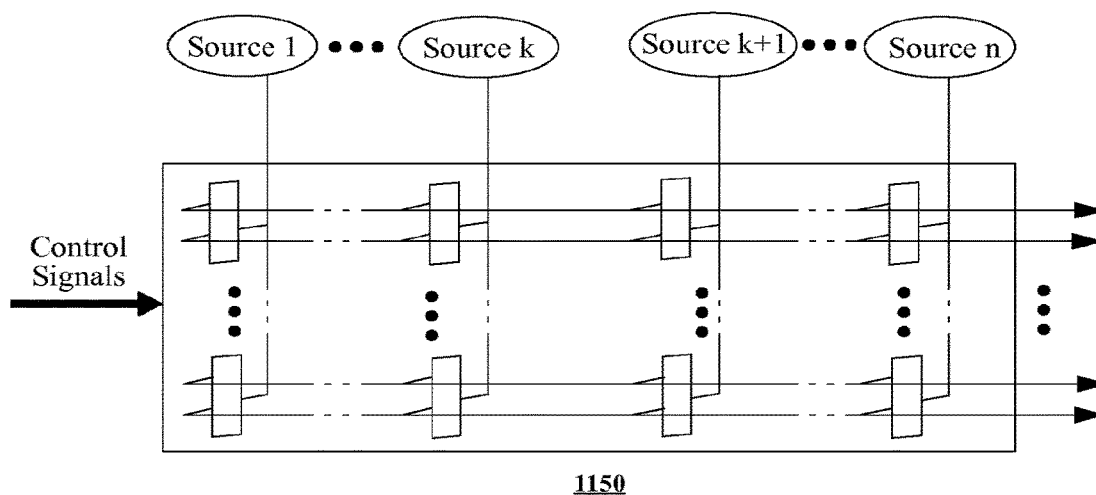 Source 1
Source k
Source k+1
Source n
Control
Signals
1150